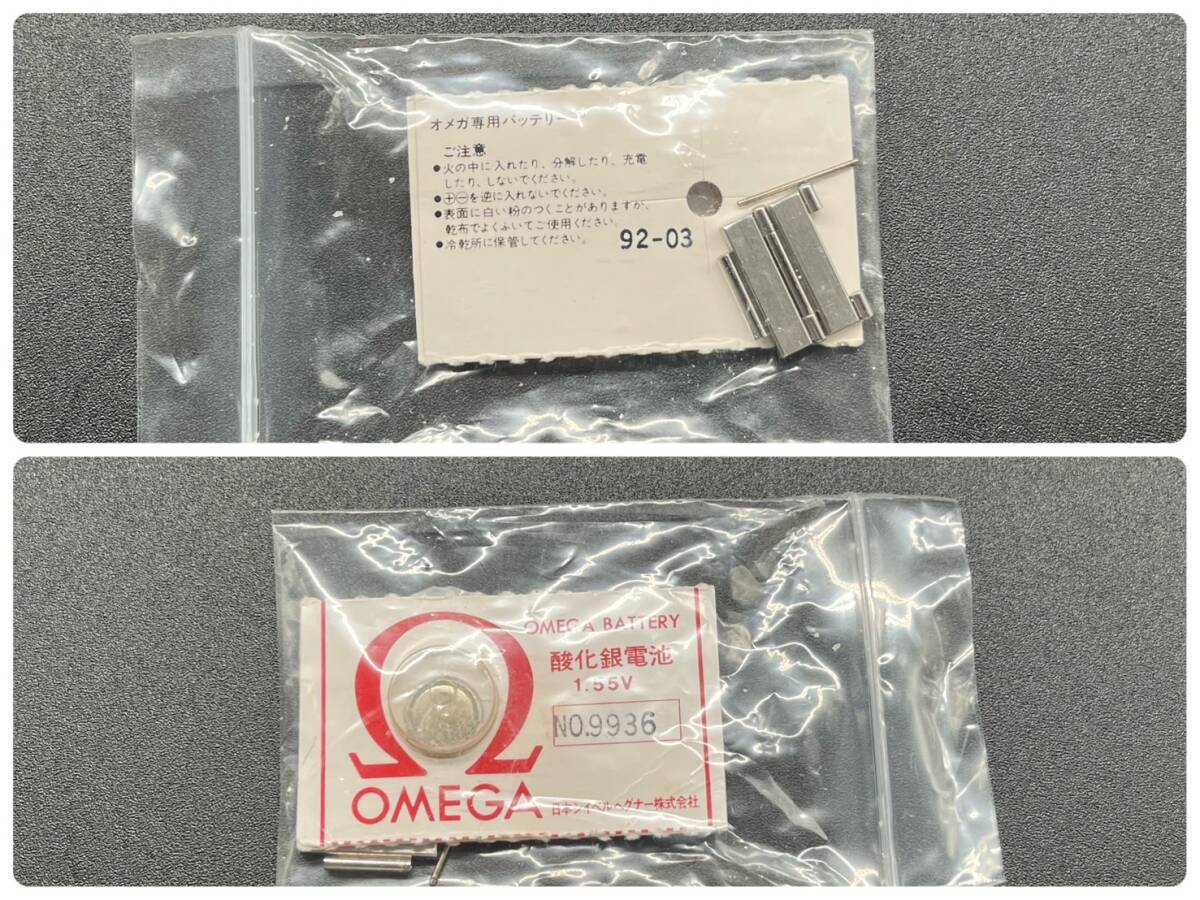 オメガ専用バッテリー
ご注意
●火の中に入れたり、分解したり、充電
したり、しないでください。
●⊕⊖を逆に入れないでください。
●表面に白い粉のつくことがありますが、
乾布でよくふいてご使用ください。
●冷乾所に保管してください。
92-03
OMEGA BATTERY
酸化銀電池
1.55V
NO.9936
Ω
OMEGA
日本シイベルヘグナー株式会社